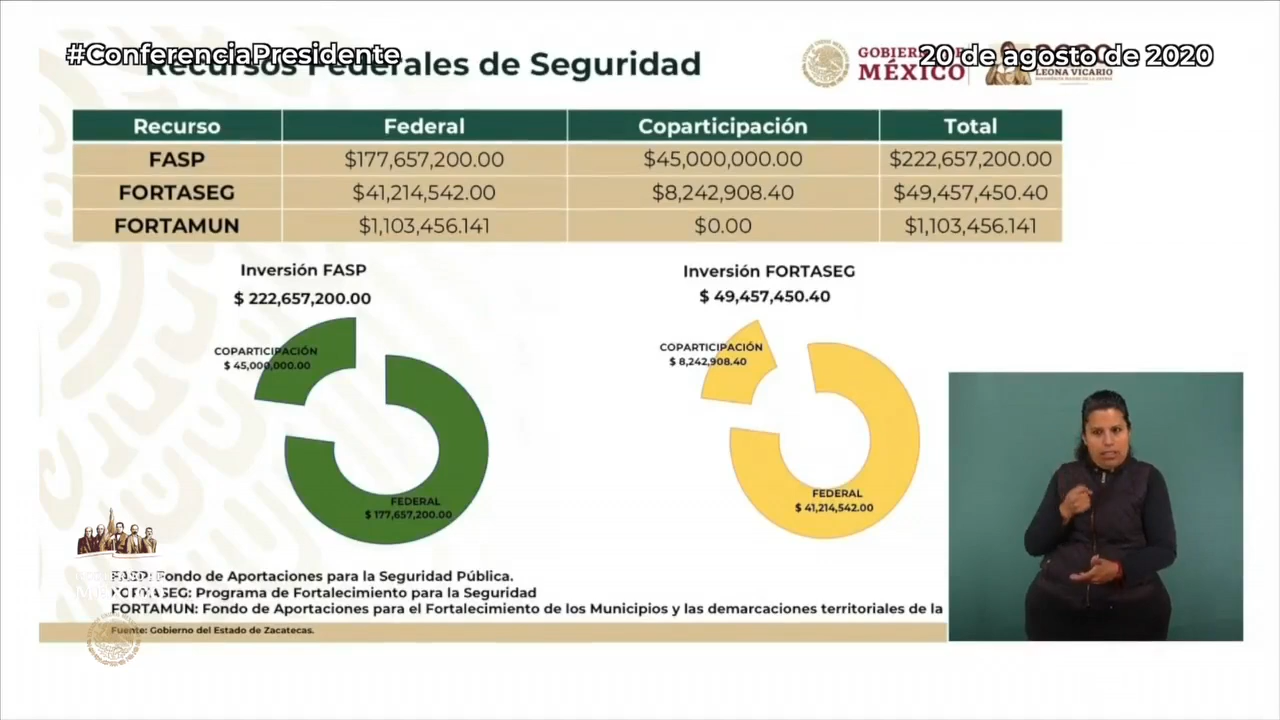 #ConferenciaPresidente
20 de agosto de 2020
Recursos Federales de Seguridad
GOBIERNO DE
MÉXICO
LEONA VICARIO
Recurso Federal Coparticipación Total
FASP $177,657,200.00 $45,000,000.00 $222,657,200.00
FORTASEG $41,214,542.00 $8,242,908.40 $49,457,450.40
FORTAMUN $1,103,456.141 $0.00 $1,103,456.141
Inversión FASP
$ 222,657,200.00
COPARTICIPACIÓN
$ 45,000,000.00
FEDERAL
$ 177,657,200.00
Inversión FORTASEG
$ 49,457,450.40
COPARTICIPACIÓN
$ 8,242,908.40
FEDERAL
$ 41,214,542.00
FASP: Fondo de Aportaciones para la Seguridad Pública.
FORTASEG: Programa de Fortalecimiento para la Seguridad
FORTAMUN: Fondo de Aportaciones para el Fortalecimiento de los Municipios y las demarcaciones territoriales de la
Fuente: Gobierno del Estado de Zacatecas.